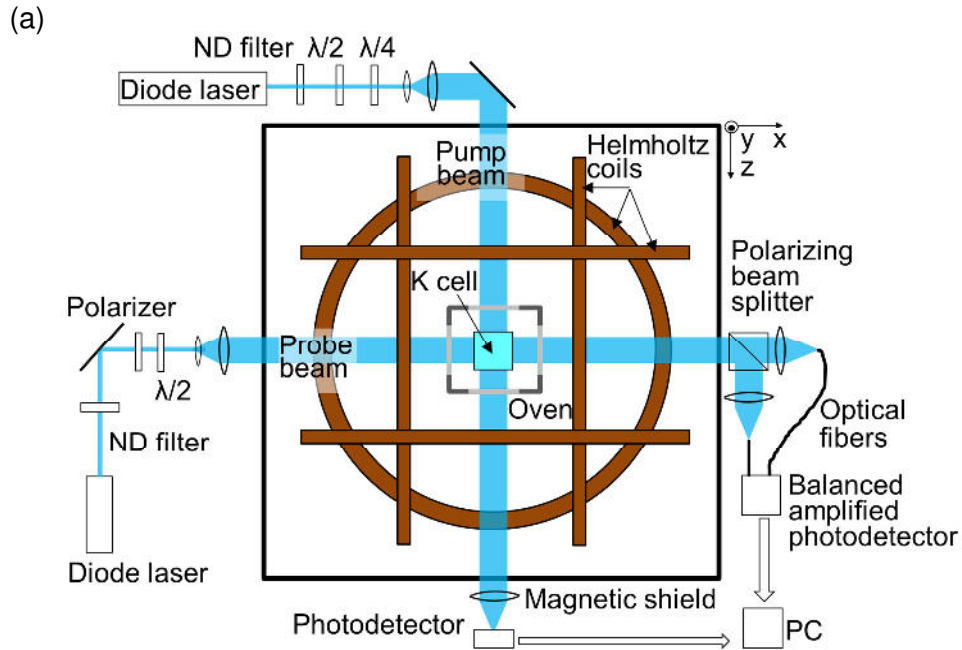 (a)
ND filter λ/2 λ/4
Diode laser
Pump
beam
Helmholtz
coils
y x
z
K cell
Polarizing
beam
splitter
Polarizer
Probe
beam
λ/2
Oven
ND filter
Optical
fibers
Balanced
amplified
photodetector
Diode laser
Magnetic shield
Photodetector
PC